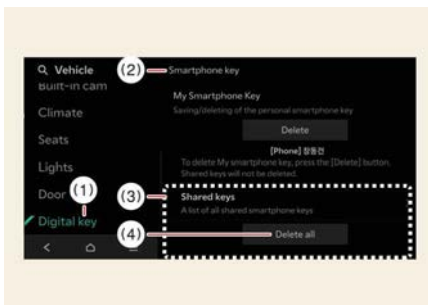 Vehicle
(2)
Smartphone key
Built-in cam
My Smartphone Key
Climate
Saving/deleting of the personal smartphone key
Seats
Delete
[Phone] 장동건
Lights
To delete My smartphone key, press the [Delete] button.
Shared keys will not be deleted.
Door
(1)
(3)
Shared keys
A list of all shared smartphone keys
Digital key
(4)
Delete all